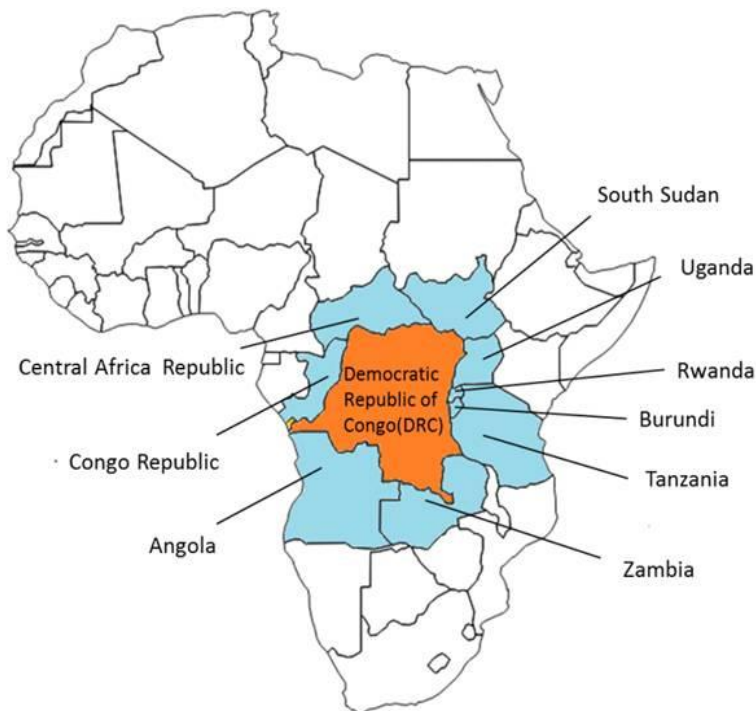 South Sudan
Uganda
Central Africa Republic
Rwanda
Democratic
Republic of
Congo(DRC)
Burundi
Congo Republic
Tanzania
Angola
Zambia